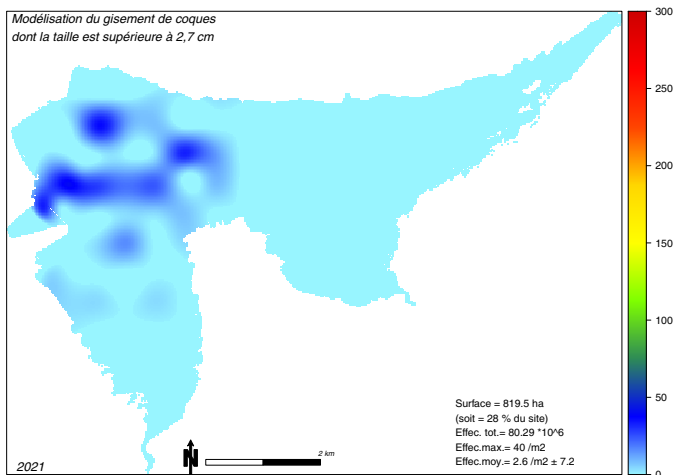 Modélisation du gisement de coques
dont la taille est supérieure à 2,7 cm
300
250
200
150
100
50
0
Surface = 819.5 ha
(soit = 28 % du site)
Effec. tot.= 80.29 *10^6
Effec.max.= 40 /m2
Effec.moy.= 2.6 /m2 ± 7.2
2021
N
2 km